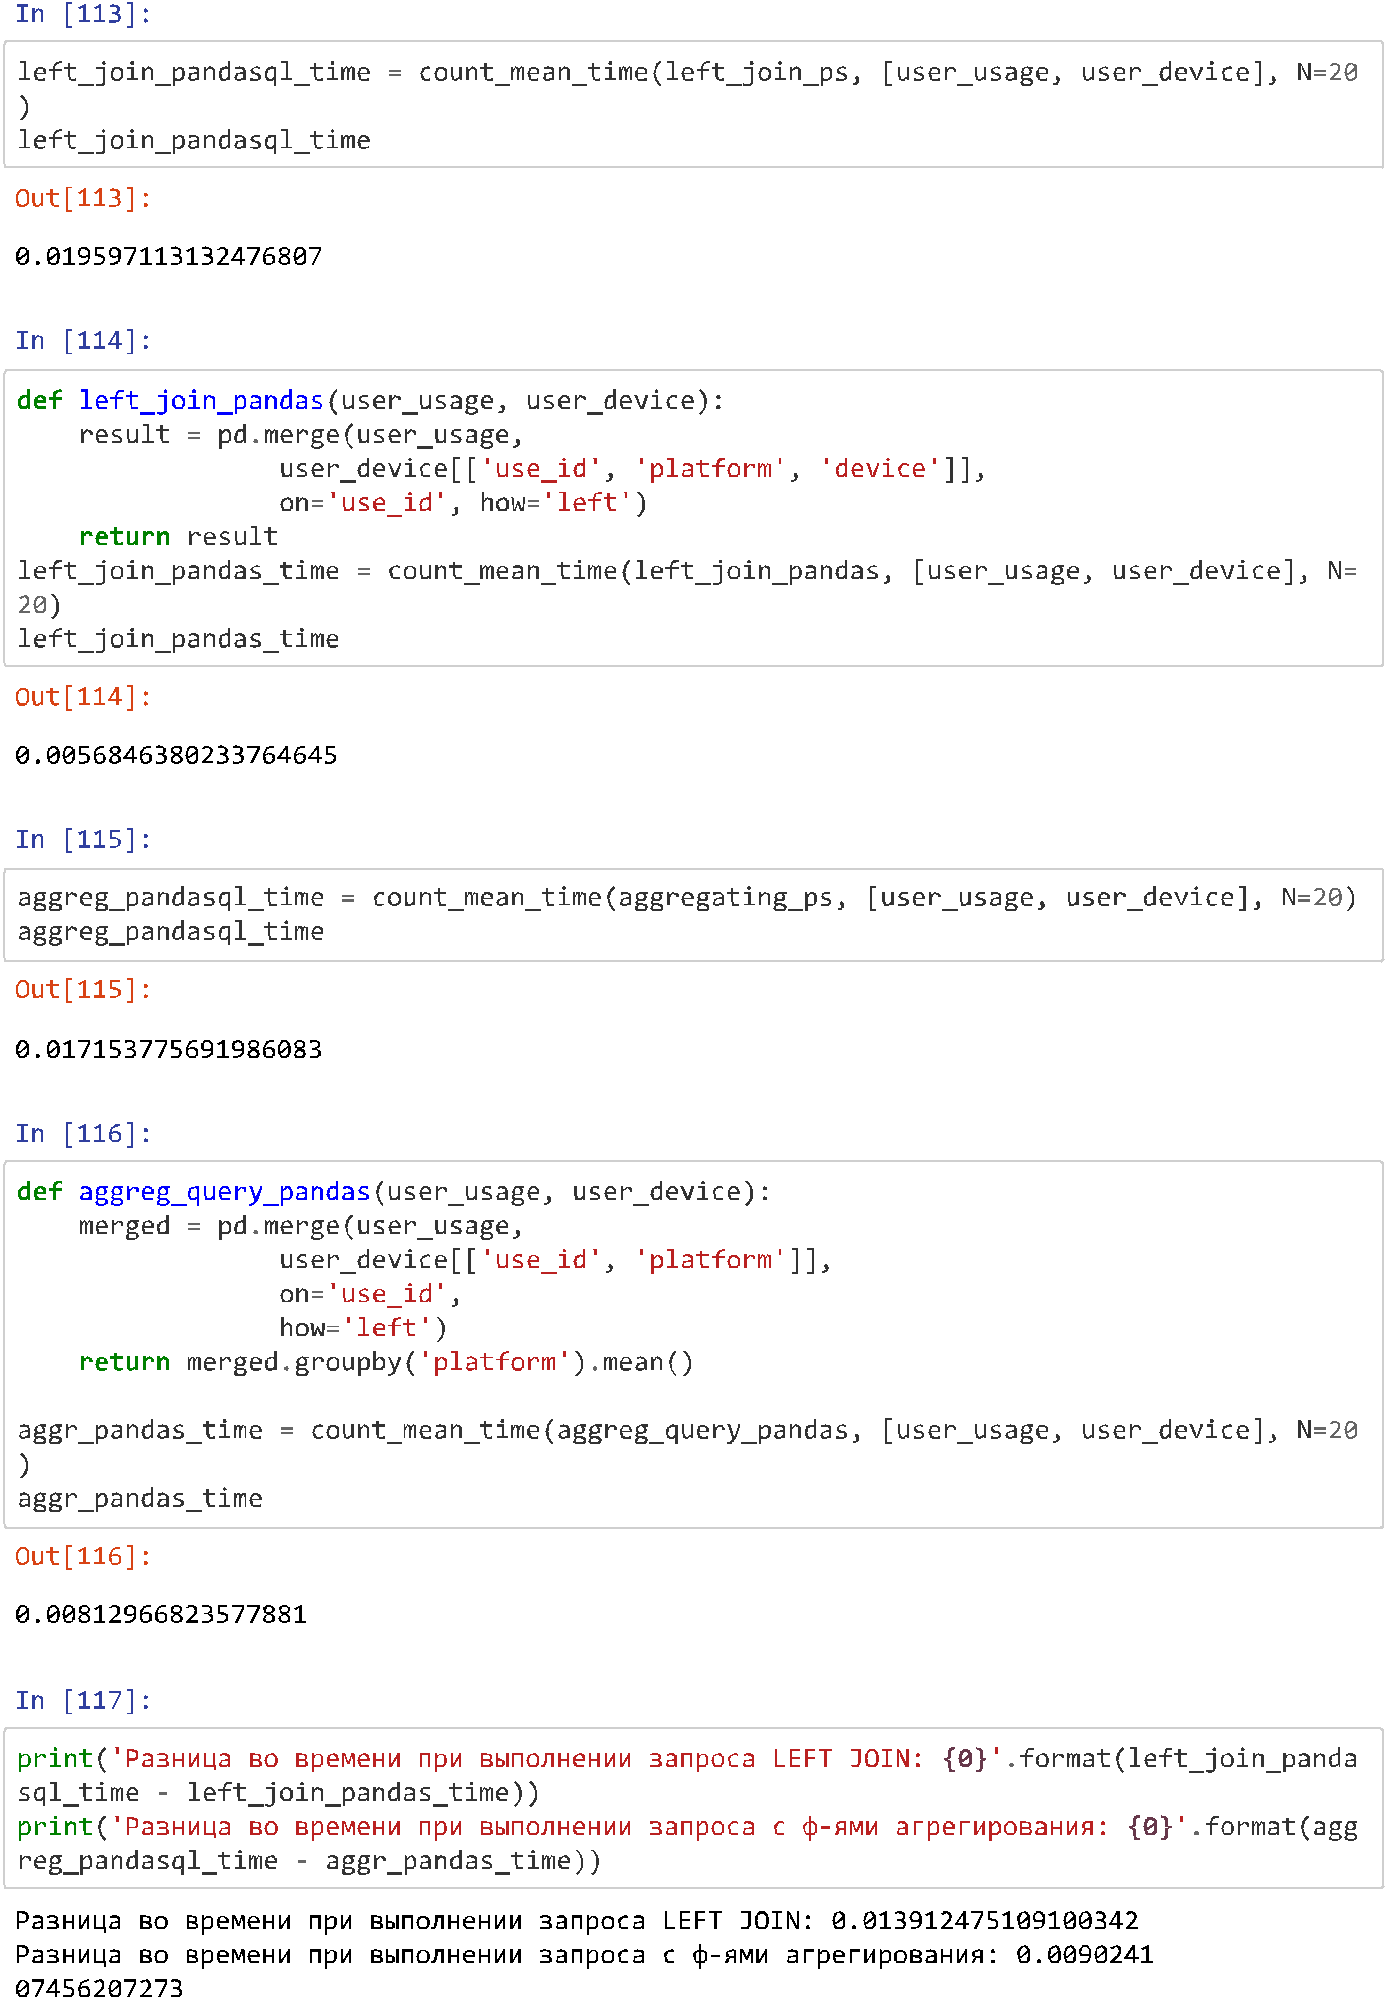 In [113]:
left_join_pandasql_time = count_mean_time(left_join_ps, [user_usage, user_device], N=20
)
left_join_pandasql_time
Out[113]:
0.019597113132476807
In [114]:
def left_join_pandas(user_usage, user_device):
    result = pd.merge(user_usage,
                 user_device[['use_id', 'platform', 'device']],
                 on='use_id', how='left')
    return result
left_join_pandas_time = count_mean_time(left_join_pandas, [user_usage, user_device], N=
20)
left_join_pandas_time
Out[114]:
0.0056846380233764645
In [115]:
aggreg_pandasql_time = count_mean_time(aggregating_ps, [user_usage, user_device], N=20)
aggreg_pandasql_time
Out[115]:
0.017153775691986083
In [116]:
def aggreg_query_pandas(user_usage, user_device):
    merged = pd.merge(user_usage,
                 user_device[['use_id', 'platform']],
                 on='use_id',
                 how='left')
    return merged.groupby('platform').mean()
aggr_pandas_time = count_mean_time(aggreg_query_pandas, [user_usage, user_device], N=20
)
aggr_pandas_time
Out[116]:
0.00812966823577881
In [117]:
print('Разница во времени при выполнении запроса LEFT JOIN: {0}'.format(left_join_panda
sql_time - left_join_pandas_time))
print('Разница во времени при выполнении запроса с ф-ями агрегирования: {0}'.format(agg
reg_pandasql_time - aggr_pandas_time))
Разница во времени при выполнении запроса LEFT JOIN: 0.013912475109100342
Разница во времени при выполнении запроса с ф-ями агрегирования: 0.0090241
07456207273